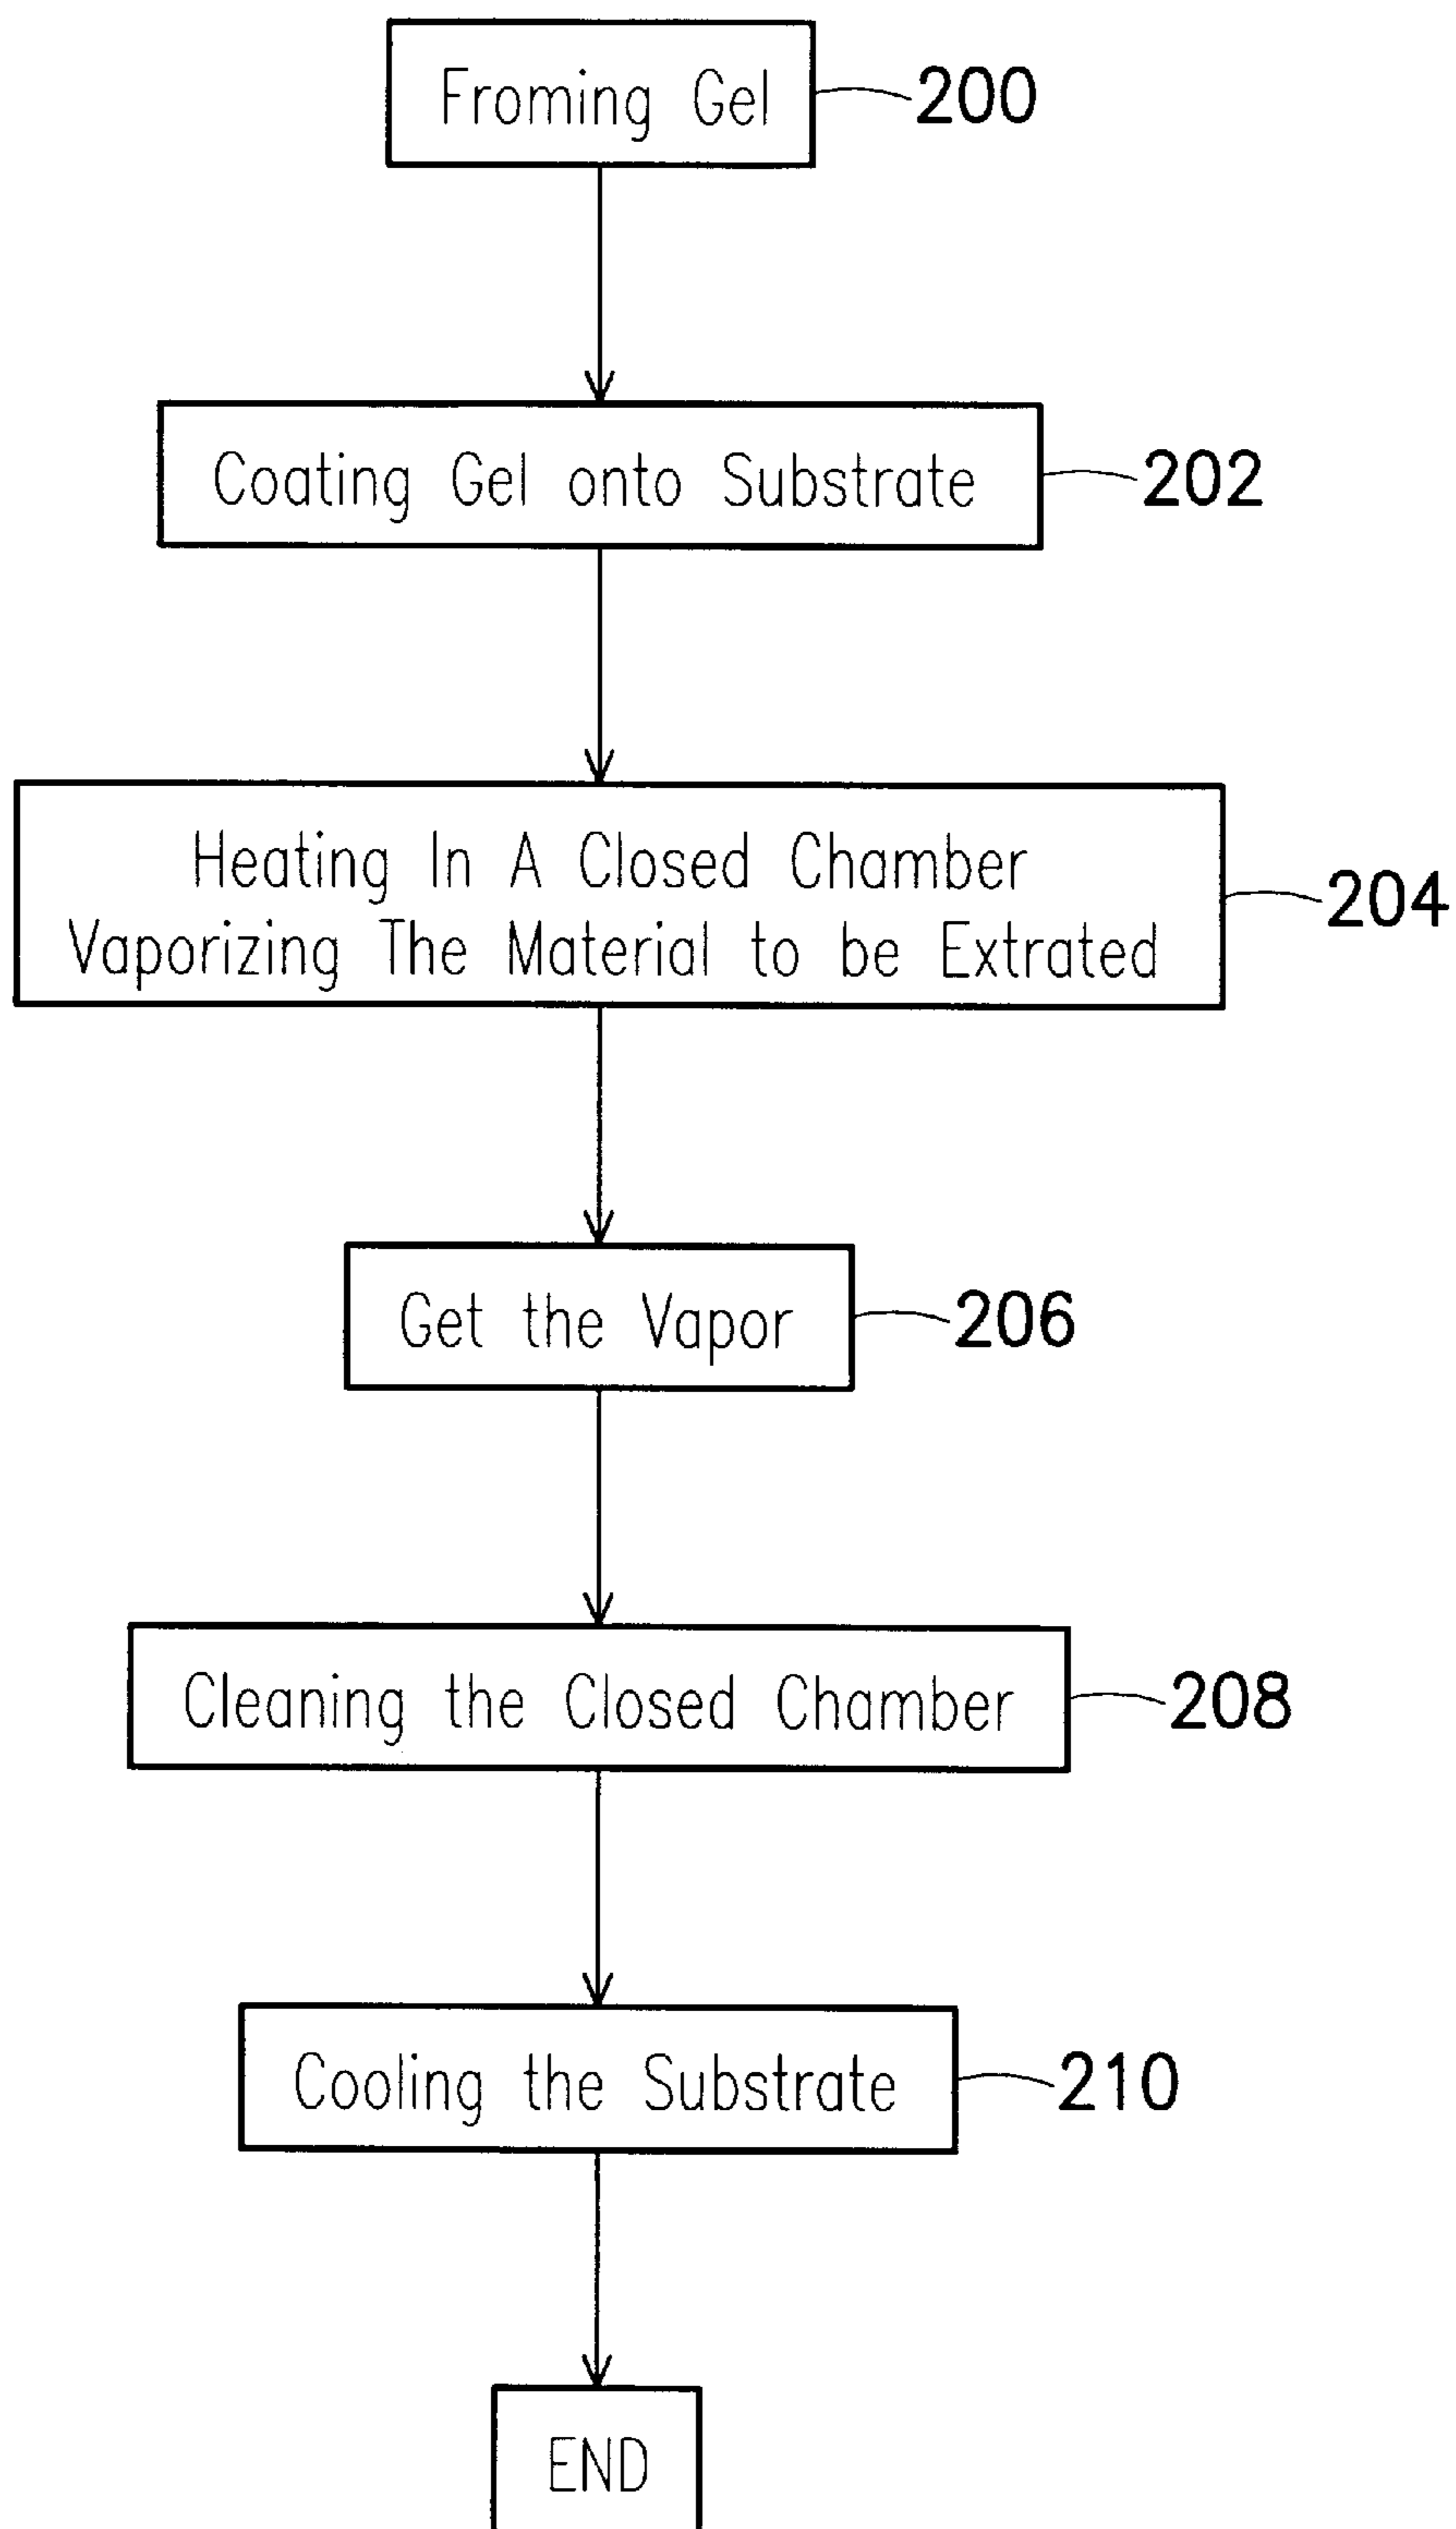 Froming Gel
200
Coating Gel onto Substrate
202
Heating In A Closed Chamber
Vaporizing The Material to be Extrated
204
Get the Vapor
206
Cleaning the Closed Chamber
208
Cooling the Substrate
210
END